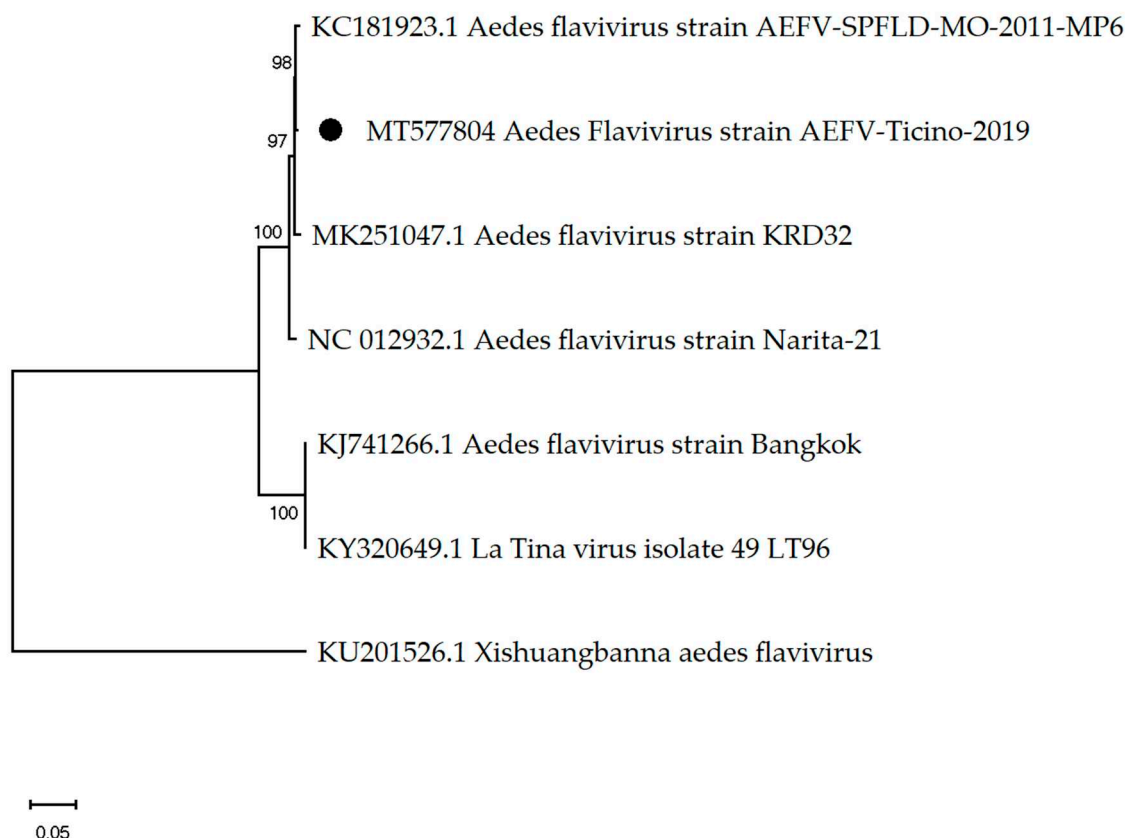 KC181923.1 Aedes flavivirus strain AEFV-SPFLD-MO-2011-MP6
98
MT577804 Aedes Flavivirus strain AEFV-Ticino-2019
97
MK251047.1 Aedes flavivirus strain KRD32
100
NC 012932.1 Aedes flavivirus strain Narita-21
KJ741266.1 Aedes flavivirus strain Bangkok
100
KY320649.1 La Tina virus isolate 49 LT96
KU201526.1 Xishuangbanna aedes flavivirus
0.05